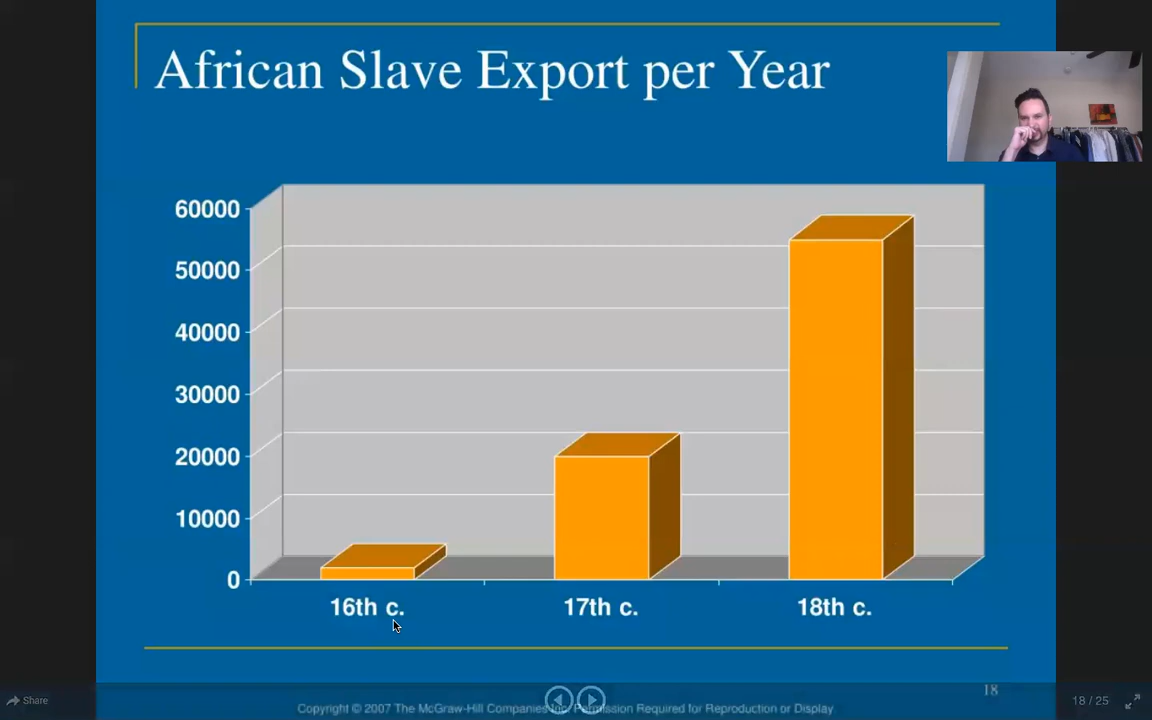 African Slave Export per Year
60000
50000
40000
30000
20000
10000
0
16th c. 17th c. 18th c.
18
Share
18 / 25
Copyright © 2007 The McGraw-Hill Companies Inc. Permission Required for Reproduction or Display.